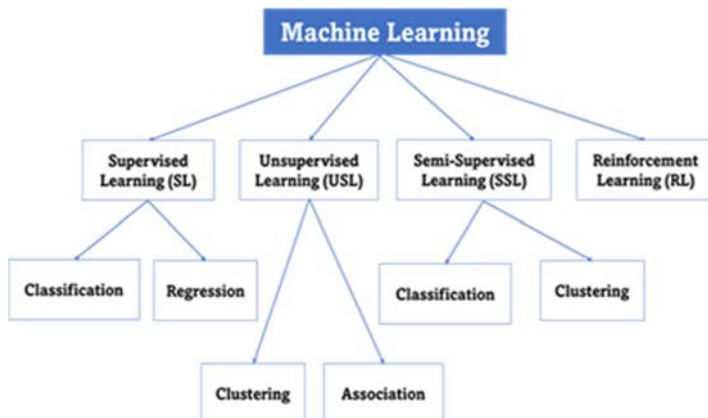 Machine Learning
Supervised
Learning (SL)
Unsupervised
Learning (USL)
Semi-Supervised
Learning (SSL)
Reinforcement
Learning (RL)
Classification
Regression
Classification
Clustering
Clustering
Association